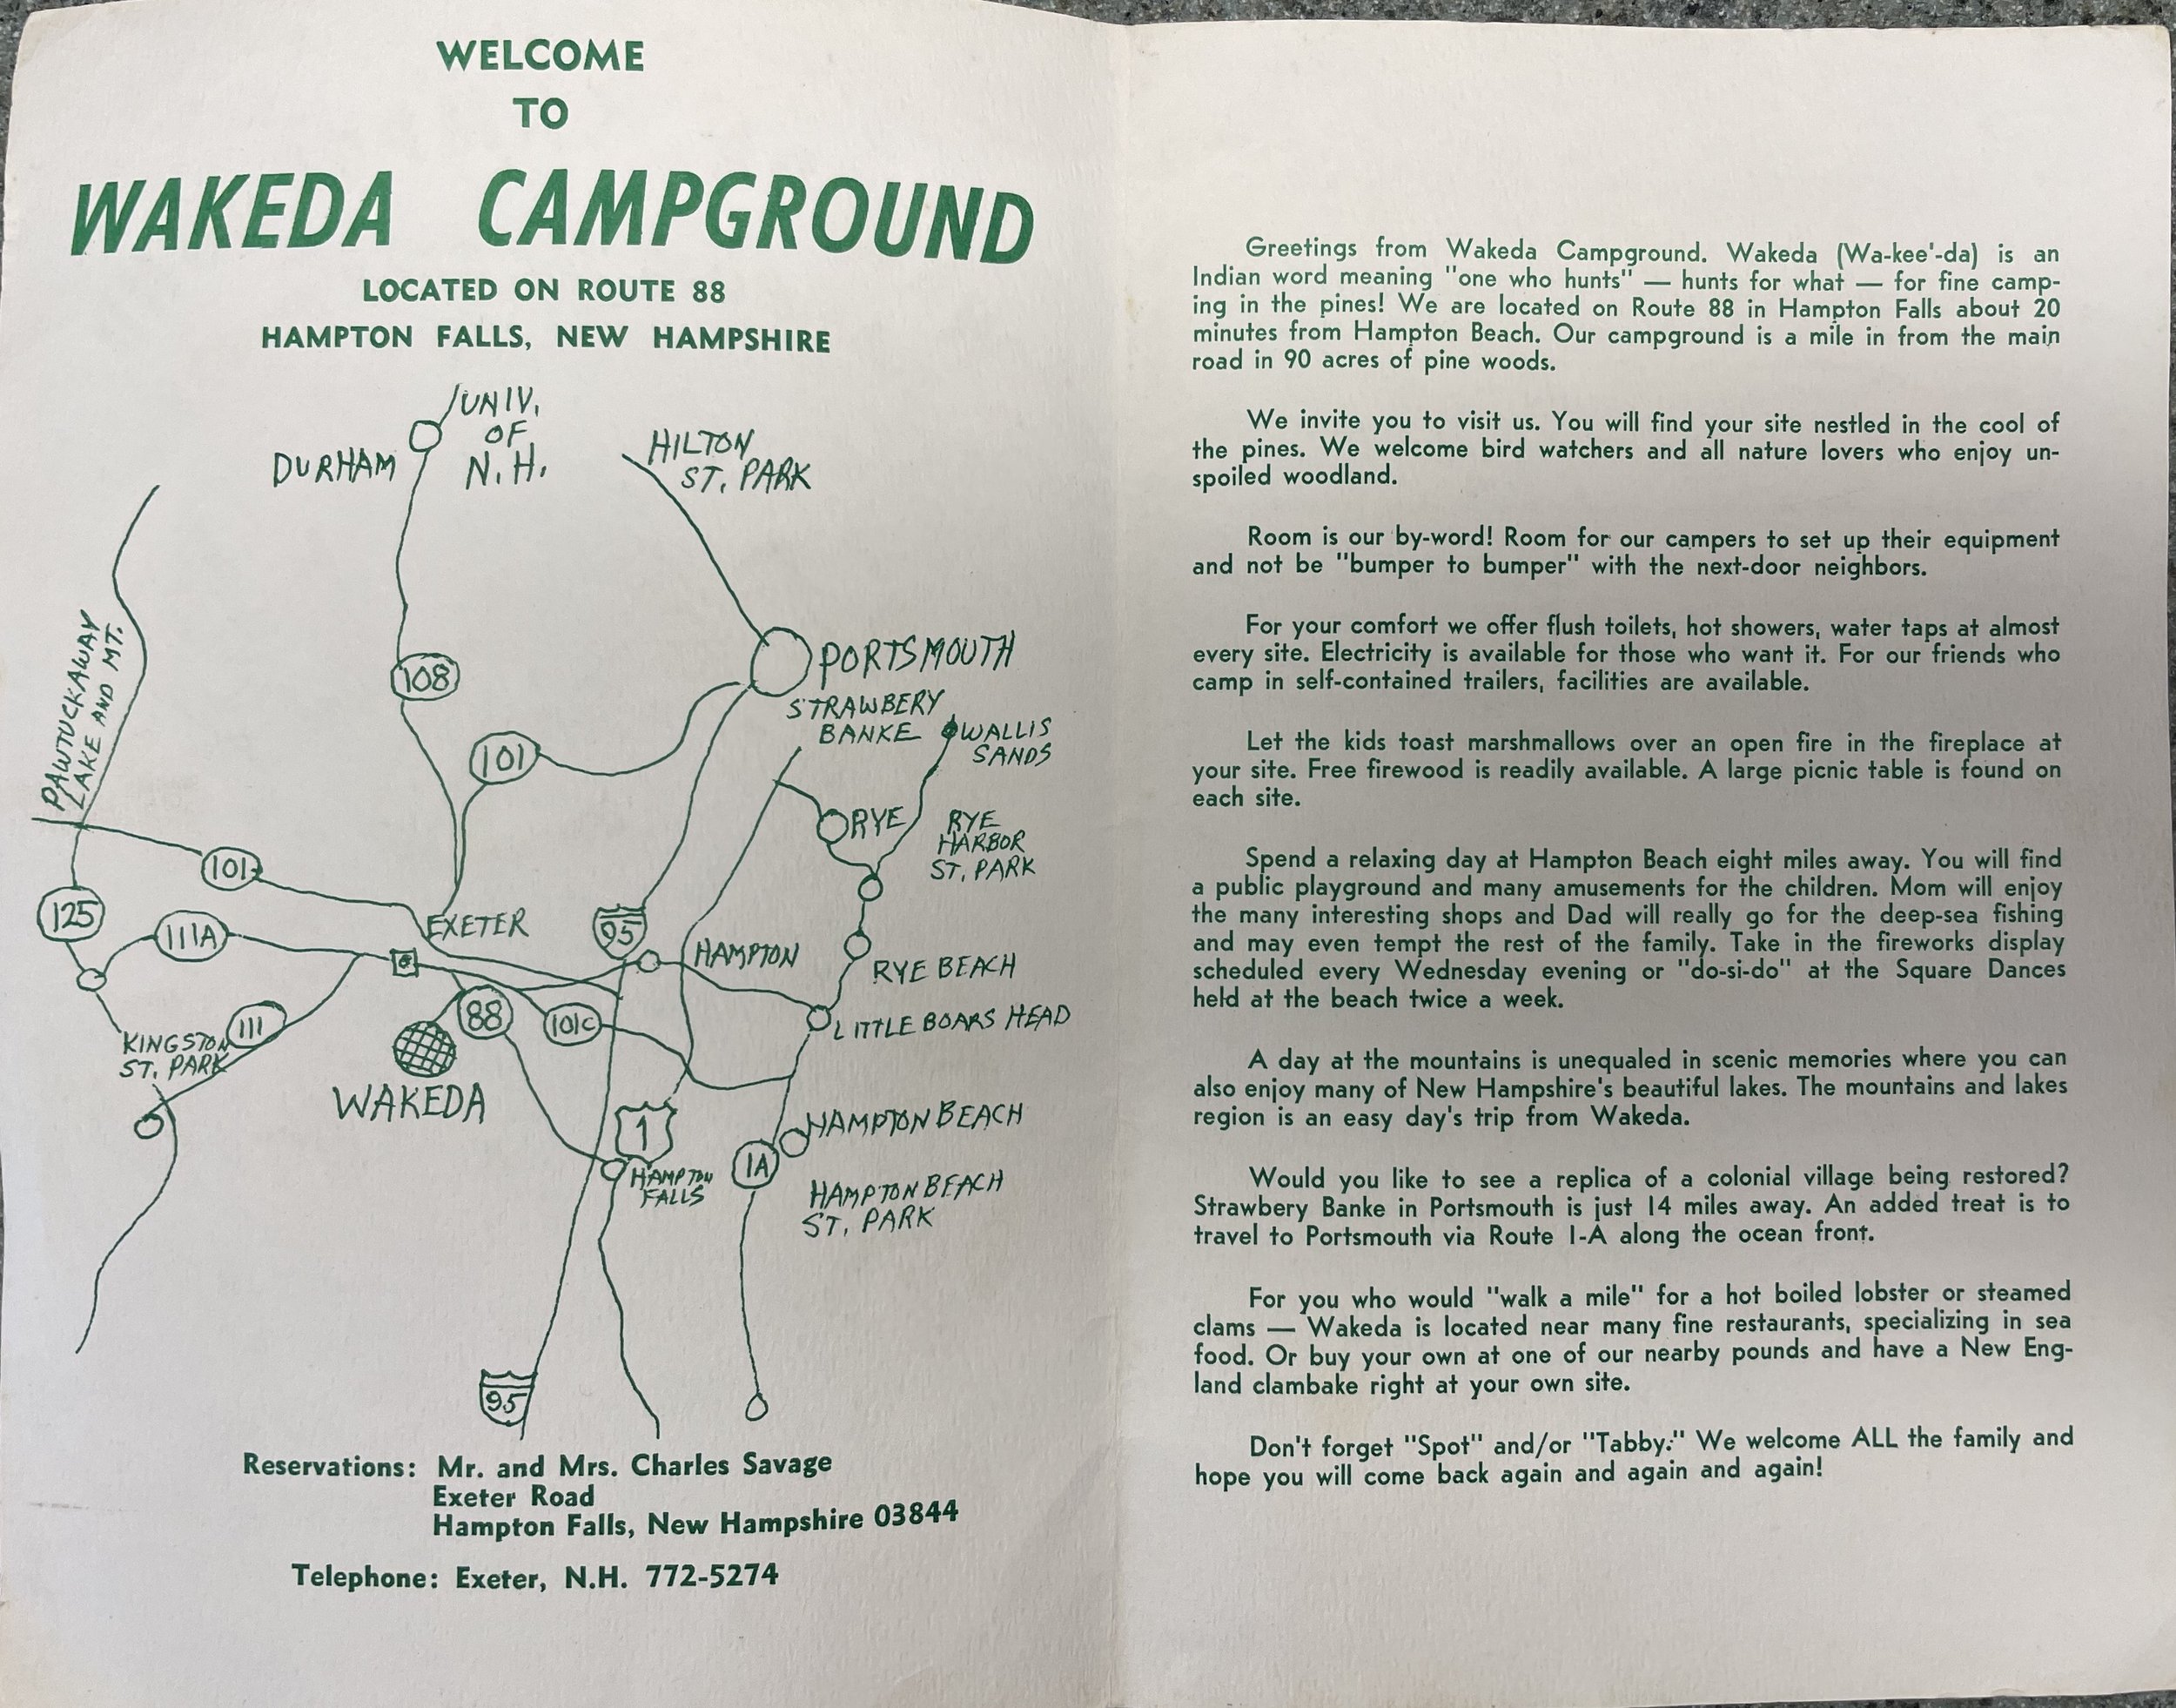 WELCOME
TO
WAKEDA CAMPGROUND
LOCATED ON ROUTE 88
HAMPTON FALLS, NEW HAMPSHIRE
UNIV.
OF
N.H.
DURHAM
HILTON
ST. PARK
PAWTUCKAWAY
LAKE AND MT.
108
PORTSMOUTH
STRAWBERY
BANKE
WALLIS
SANDS
101
RYE
RYE
HARBOR
ST. PARK
101
125
111A
EXETER
95
HAMPTON
RYE BEACH
88
101C
LITTLE BOARS HEAD
111
KINGSTON
ST. PARK
WAKEDA
1
HAMPTON BEACH
1A
HAMPTON
FALLS
HAMPTON BEACH
ST. PARK
95
Reservations: Mr. and Mrs. Charles Savage
Exeter Road
Hampton Falls, New Hampshire 03844
Telephone: Exeter, N.H. 772-5274
Greetings from Wakeda Campground. Wakeda (Wa-kee'-da) is an
Indian word meaning "one who hunts" — hunts for what — for fine camp-
ing in the pines! We are located on Route 88 in Hampton Falls about 20
minutes from Hampton Beach. Our campground is a mile in from the main
road in 90 acres of pine woods.
We invite you to visit us. You will find your site nestled in the cool of
the pines. We welcome bird watchers and all nature lovers who enjoy un-
spoiled woodland.
Room is our by-word! Room for our campers to set up their equipment
and not be "bumper to bumper" with the next-door neighbors.
For your comfort we offer flush toilets, hot showers, water taps at almost
every site. Electricity is available for those who want it. For our friends who
camp in self-contained trailers, facilities are available.
Let the kids toast marshmallows over an open fire in the fireplace at
your site. Free firewood is readily available. A large picnic table is found on
each site.
Spend a relaxing day at Hampton Beach eight miles away. You will find
a public playground and many amusements for the children. Mom will enjoy
the many interesting shops and Dad will really go for the deep-sea fishing
and may even tempt the rest of the family. Take in the fireworks display
scheduled every Wednesday evening or "do-si-do" at the Square Dances
held at the beach twice a week.
A day at the mountains is unequaled in scenic memories where you can
also enjoy many of New Hampshire's beautiful lakes. The mountains and lakes
region is an easy day's trip from Wakeda.
Would you like to see a replica of a colonial village being restored?
Strawbery Banke in Portsmouth is just 14 miles away. An added treat is to
travel to Portsmouth via Route 1-A along the ocean front.
For you who would "walk a mile" for a hot boiled lobster or steamed
clams — Wakeda is located near many fine restaurants, specializing in sea
food. Or buy your own at one of our nearby pounds and have a New Eng-
land clambake right at your own site.
Don't forget "Spot" and/or "Tabby." We welcome ALL the family and
hope you will come back again and again and again!